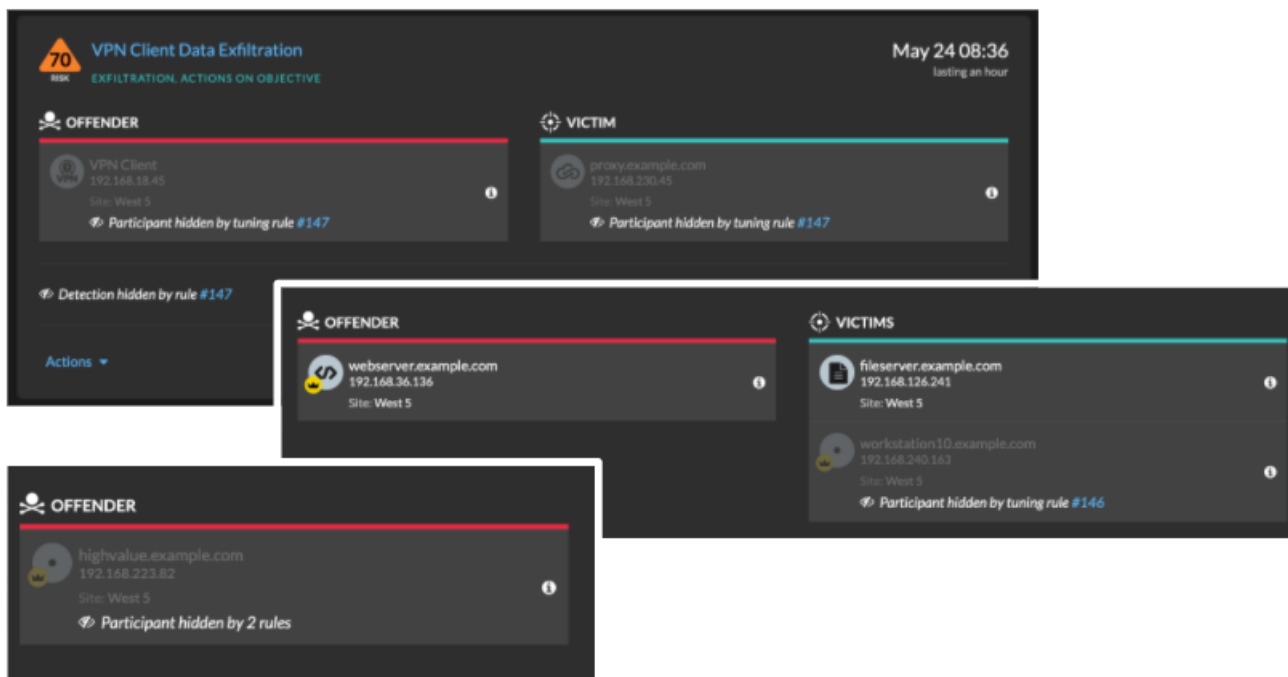 70
RISK
VPN Client Data Exfiltration
EXFILTRATION, ACTIONS ON OBJECTIVE
May 24 08:36
lasting an hour
OFFENDER
VPN
VPN Client
192.168.18.45
Site: West 5
Participant hidden by tuning rule #147
VICTIM
proxy.example.com
192.168.230.45
Site: West 5
Participant hidden by tuning rule #147
Detection hidden by rule #147
Actions
OFFENDER
webserver.example.com
192.168.36.136
Site: West 5
VICTIMS
fileserver.example.com
192.168.126.241
Site: West 5
workstation10.example.com
192.168.240.163
Site: West 5
Participant hidden by tuning rule #146
OFFENDER
highvalue.example.com
192.168.223.82
Site: West 5
Participant hidden by 2 rules